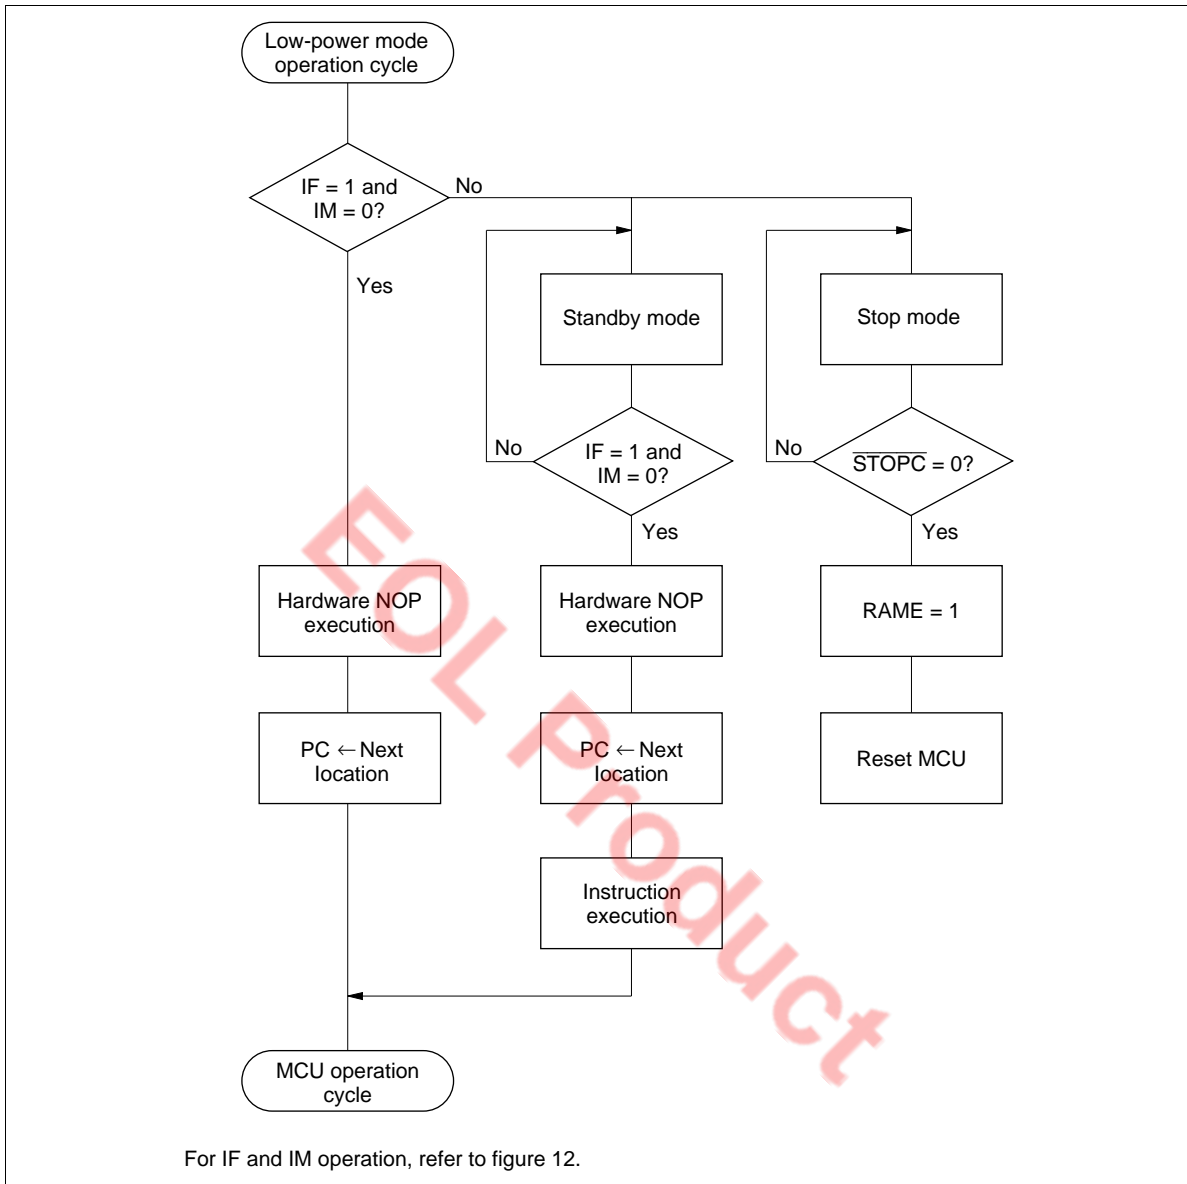 Low-power mode
operation cycle
IF = 1 and
IM = 0?
No
Yes
Standby mode
Stop mode
No
IF = 1 and
IM = 0?
No
STOPC = 0?
Yes
Yes
Hardware NOP
execution
Hardware NOP
execution
RAME = 1
PC ← Next
location
PC ← Next
location
Reset MCU
Instruction
execution
MCU operation
cycle
For IF and IM operation, refer to figure 12.
EOL Product